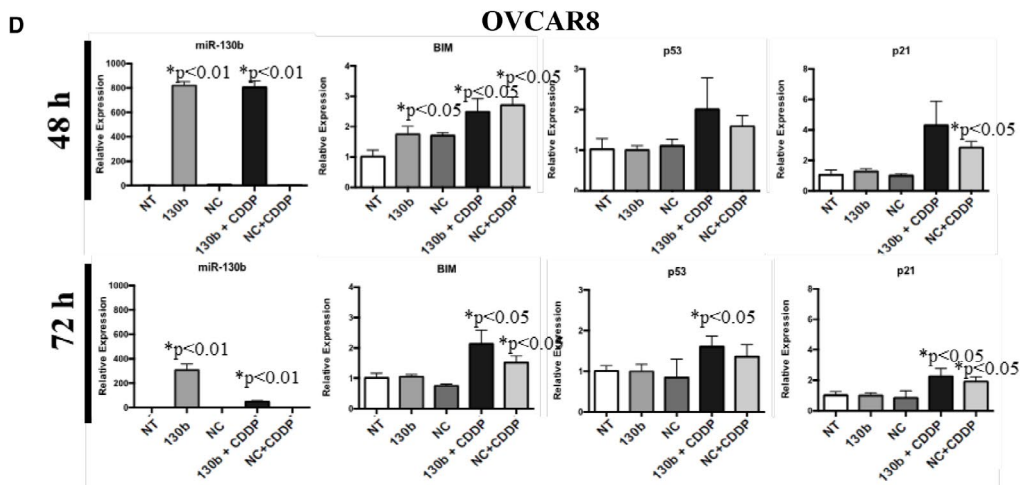 D
OVCAR8
48 h
miR-130b
Relative Expression
1000
800
600
400
200
0
*p<0.01
*p<0.01
NT
130b
NC
130b + CDDP
NC+CDDP
BIM
Relative Expression
4
3
2
1
0
*p<0.05
*p<0.05
*p<0.05
NT
130b
NC
130b + CDDP
NC+CDDP
p53
Relative Expression
3
2
1
0
NT
130b
NC
130b + CDDP
NC+CDDP
p21
Relative Expression
8
6
4
2
0
*p<0.05
NT
130b
NC
130b + CDDP
NC+CDDP
72 h
miR-130b
Relative Expression
1000
800
600
400
200
0
*p<0.01
*p<0.01
NT
130b
NC
130b + CDDP
NC+CDDP
BIM
Relative Expression
4
3
2
1
0
*p<0.05
*p<0.05
NT
130b
NC
130b + CDDP
NC+CDDP
p53
Relative Expression
3
2
1
0
*p<0.05
NT
130b
NC
130b + CDDP
NC+CDDP
p21
Relative Expression
8
6
4
2
0
*p<0.05
*p<0.05
NT
130b
NC
130b + CDDP
NC+CDDP